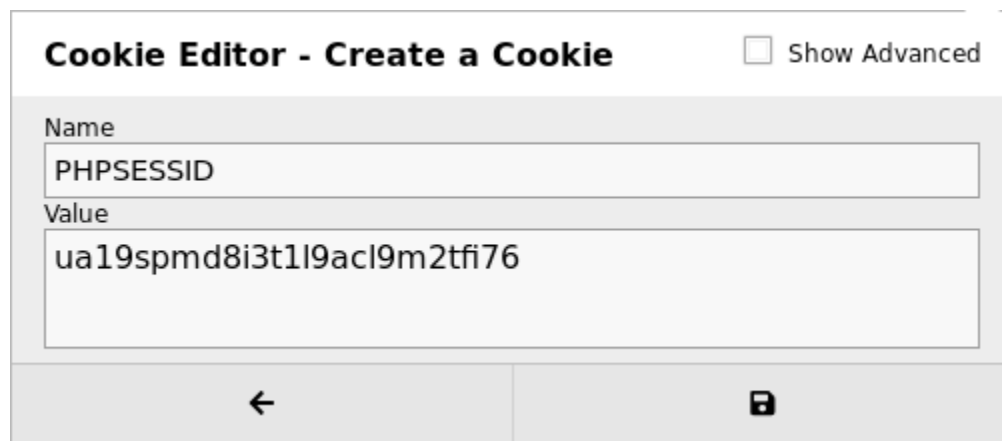 Cookie Editor - Create a Cookie
Show Advanced
Name
PHPSESSID
Value
ua19spmd8i3t1l9acl9m2tfi76